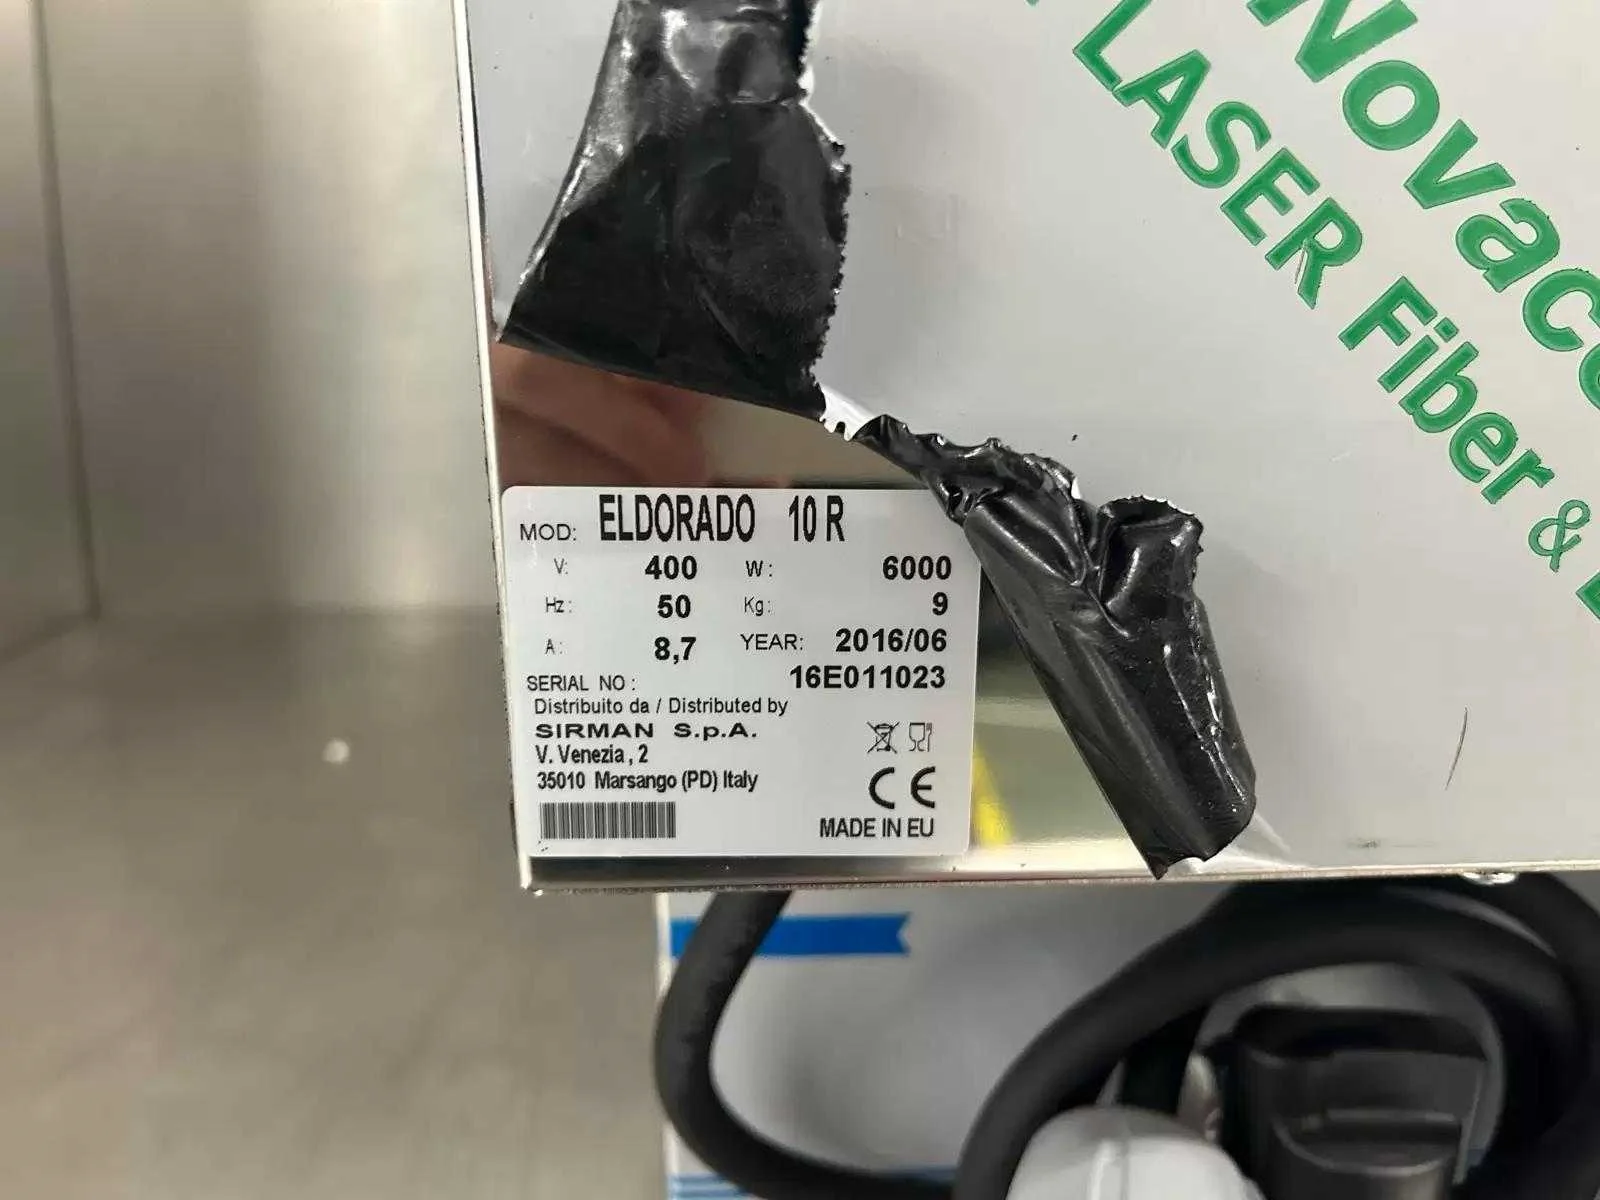 Novac
LASER Fiber &
MOD: ELDORADO 10 R
V: 400 W: 6000
Hz: 50 Kg: 9
A: 8,7 YEAR: 2016/06
SERIAL NO: 16E011023
Distribuito da / Distributed by
SIRMAN S.p.A.
V. Venezia, 2
35010 Marsango (PD) Italy
CE
MADE IN EU